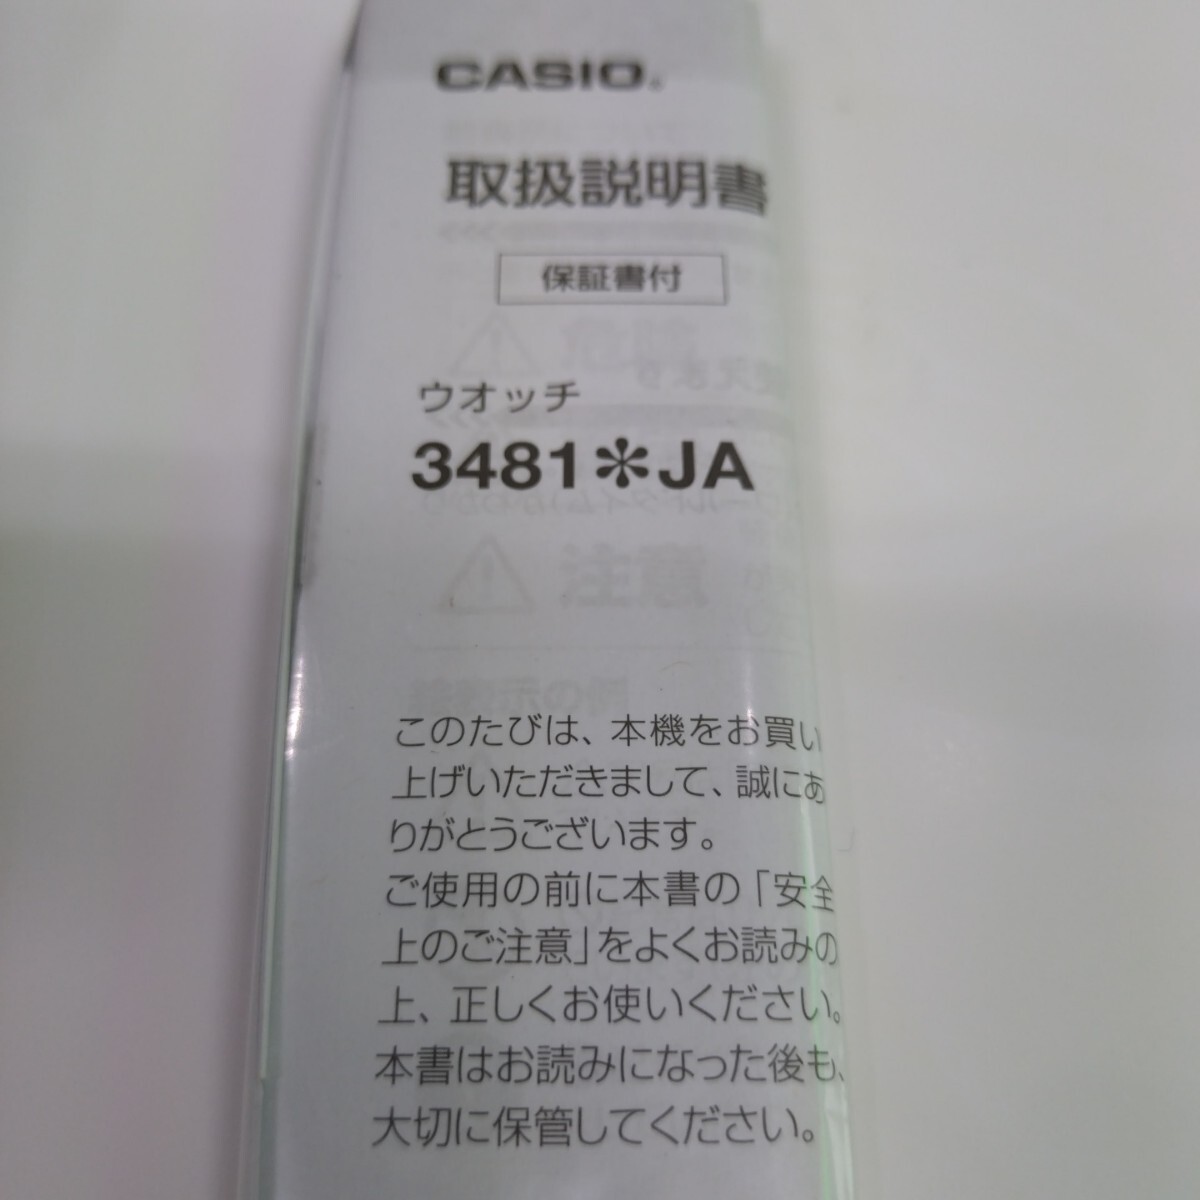 CASIO.
取扱説明書
保証書付
ウオッチ
3481✻JA
このたびは、本機をお買い
上げいただきまして、誠にあ
りがとうございます。
ご使用の前に本書の「安全
上のご注意」をよくお読みの
上、正しくお使いください。
本書はお読みになった後も、
大切に保管してください。